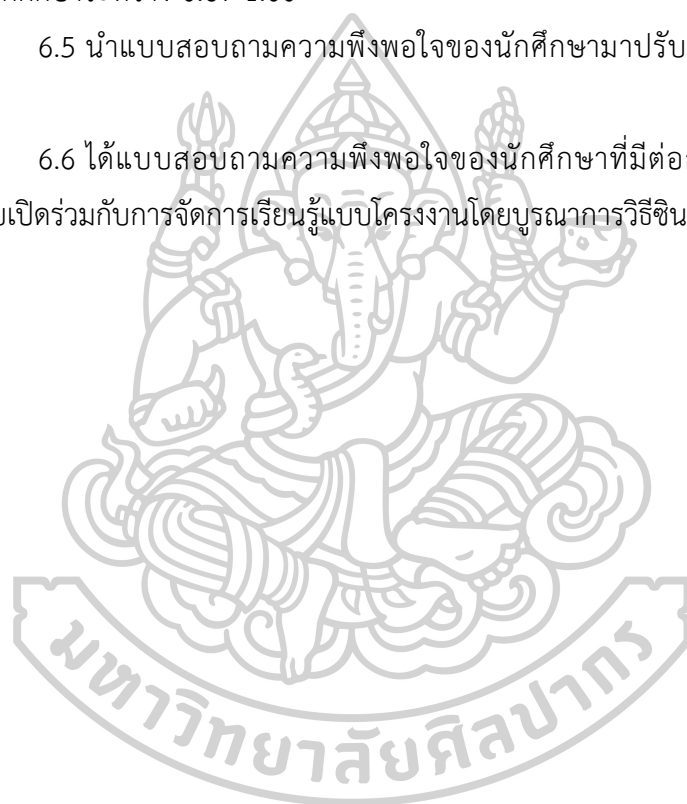 6.5 นำแบบสอบถามความพึงพอใจของนักศึกษามาปรับ
6.6 ได้แบบสอบถามความพึงพอใจของนักศึกษาที่มีต่อ
เปิดร่วมกับการจัดการเรียนรู้แบบโครงงานโดยบูรณาการวิธีซิน
มหาวิทยาลัยศิลปากร